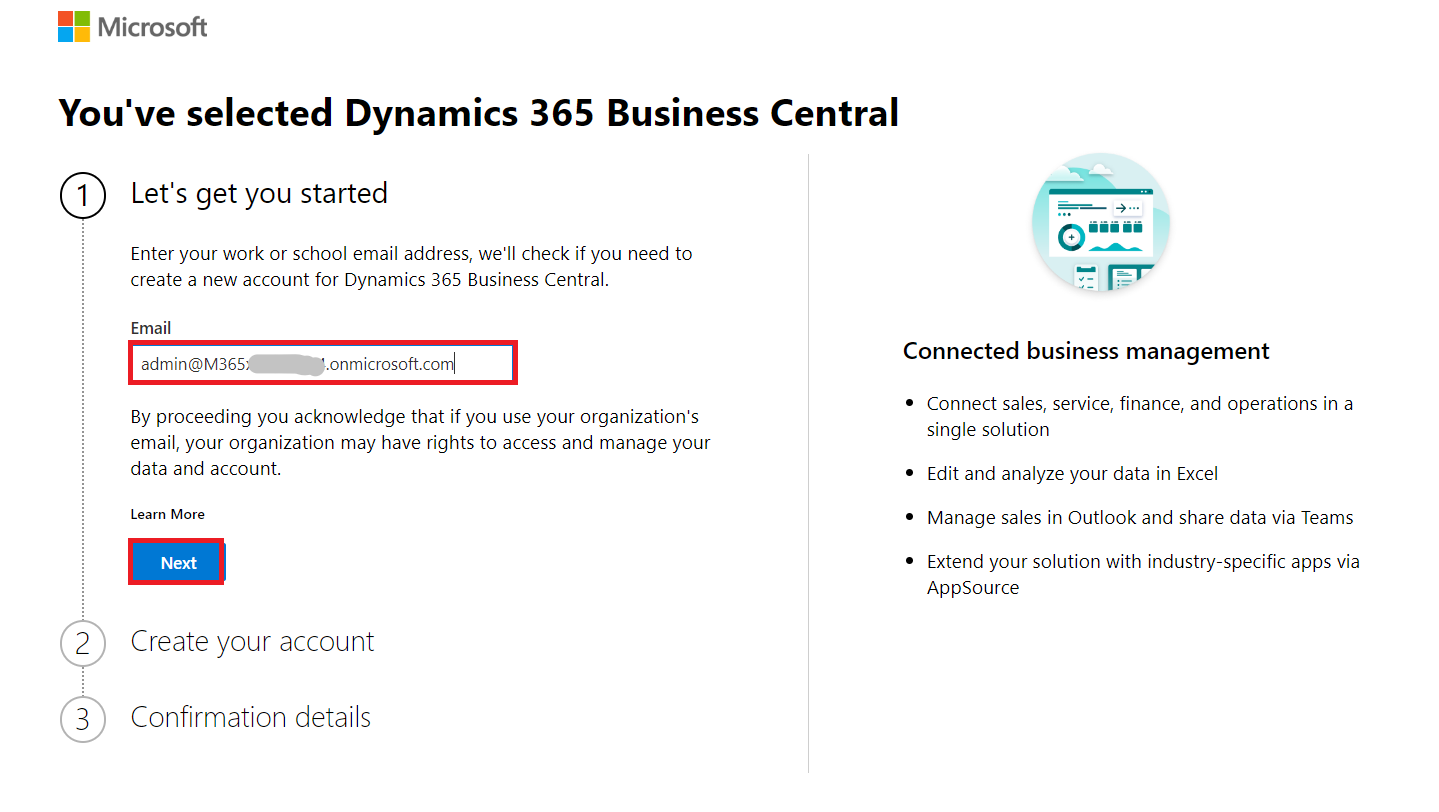 Microsoft
You've selected Dynamics 365 Business Central
1
Let's get you started
Enter your work or school email address, we'll check if you need to
create a new account for Dynamics 365 Business Central.
Email
admin@M365 .onmicrosoft.com
By proceeding you acknowledge that if you use your organization's
email, your organization may have rights to access and manage your
data and account.
Learn More
Next
2
Create your account
3
Confirmation details
Connected business management
• Connect sales, service, finance, and operations in a
single solution
• Edit and analyze your data in Excel
• Manage sales in Outlook and share data via Teams
• Extend your solution with industry-specific apps via
AppSource